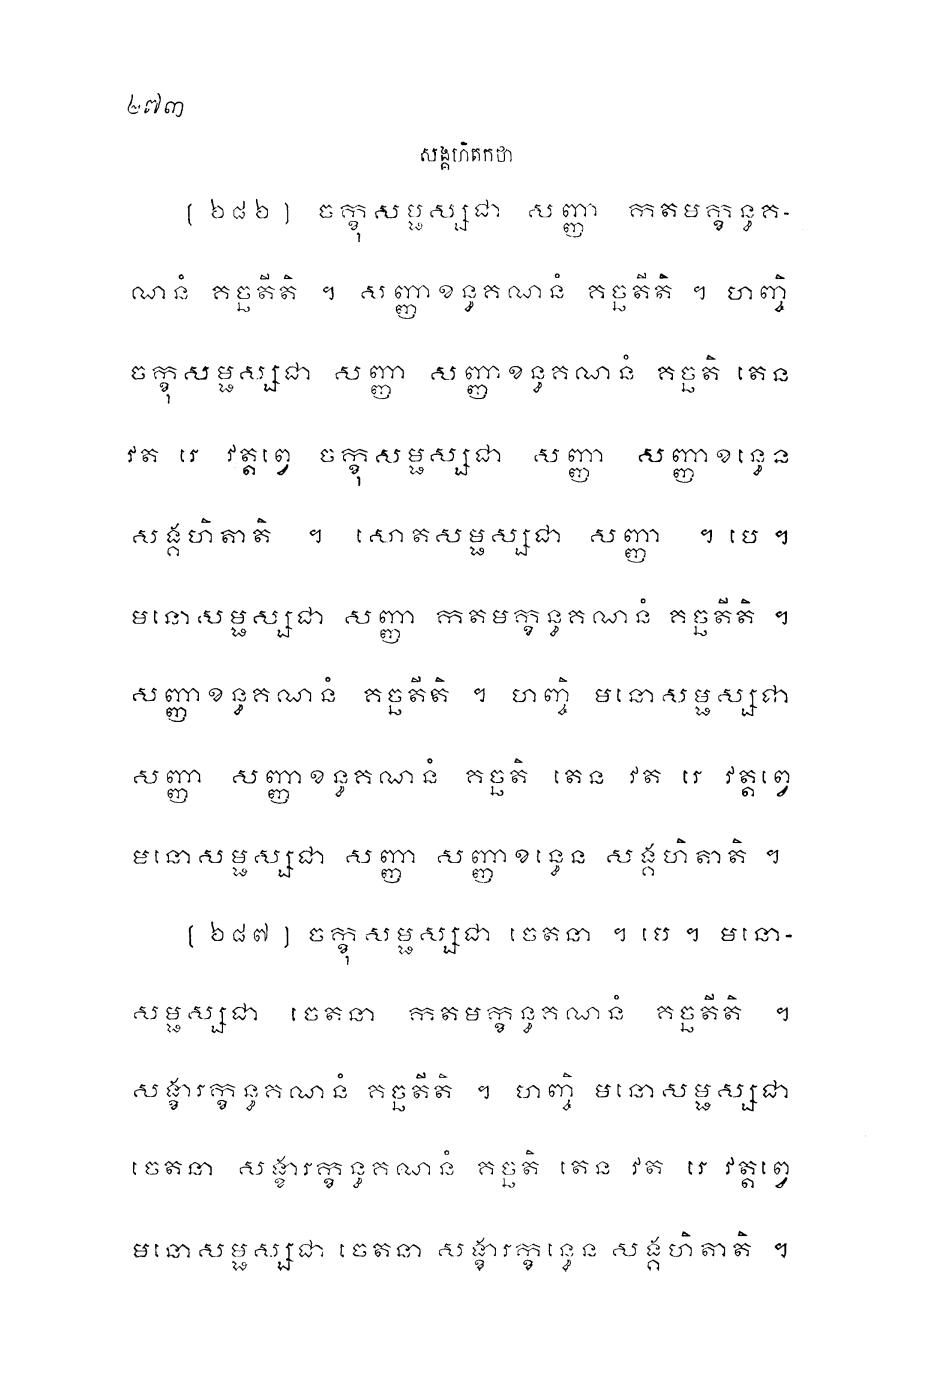 ២៧៣
សង្គហិតកថា
[ ៦៨៦ ] ចក្ខុសម្ផស្សជា សញ្ញា កតមក្ខន្ធគ-
ណនំ គច្ឆតីតិ ។ សញ្ញាខន្ធគណនំ គច្ឆតីតិ ។ ហញ្ចិ
ចក្ខុសម្ផស្សជា សញ្ញា សញ្ញាខន្ធគណនំ គច្ឆតិ តេន
វត រេ វត្តព្វេ ចក្ខុសម្ផស្សជា សញ្ញា សញ្ញាខន្ធេន
សង្គហិតាតិ ។ សោតសម្ផស្សជា សញ្ញា ។ បេ ។
មនោសម្ផស្សជា សញ្ញា កតមក្ខន្ធគណនំ គច្ឆតីតិ ។
សញ្ញាខន្ធគណនំ គច្ឆតីតិ ។ ហញ្ចិ មនោសម្ផស្សជា
សញ្ញា សញ្ញាខន្ធគណនំ គច្ឆតិ តេន វត រេ វត្តព្វេ
មនោសម្ផស្សជា សញ្ញា សញ្ញាខន្ធេន សង្គហិតាតិ ។
[ ៦៨៧ ] ចក្ខុសម្ផស្សជា ចេតនា ។ បេ ។ មនោ-
សម្ផស្សជា ចេតនា កតមក្ខន្ធគណនំ គច្ឆតីតិ ។
សង្ខារក្ខន្ធគណនំ គច្ឆតីតិ ។ ហញ្ចិ មនោសម្ផស្សជា
ចេតនា សង្ខារក្ខន្ធគណនំ គច្ឆតិ តេន វត រេ វត្តព្វេ
មនោសម្ផស្សជា ចេតនា សង្ខារក្ខន្ធេន សង្គហិតាតិ ។